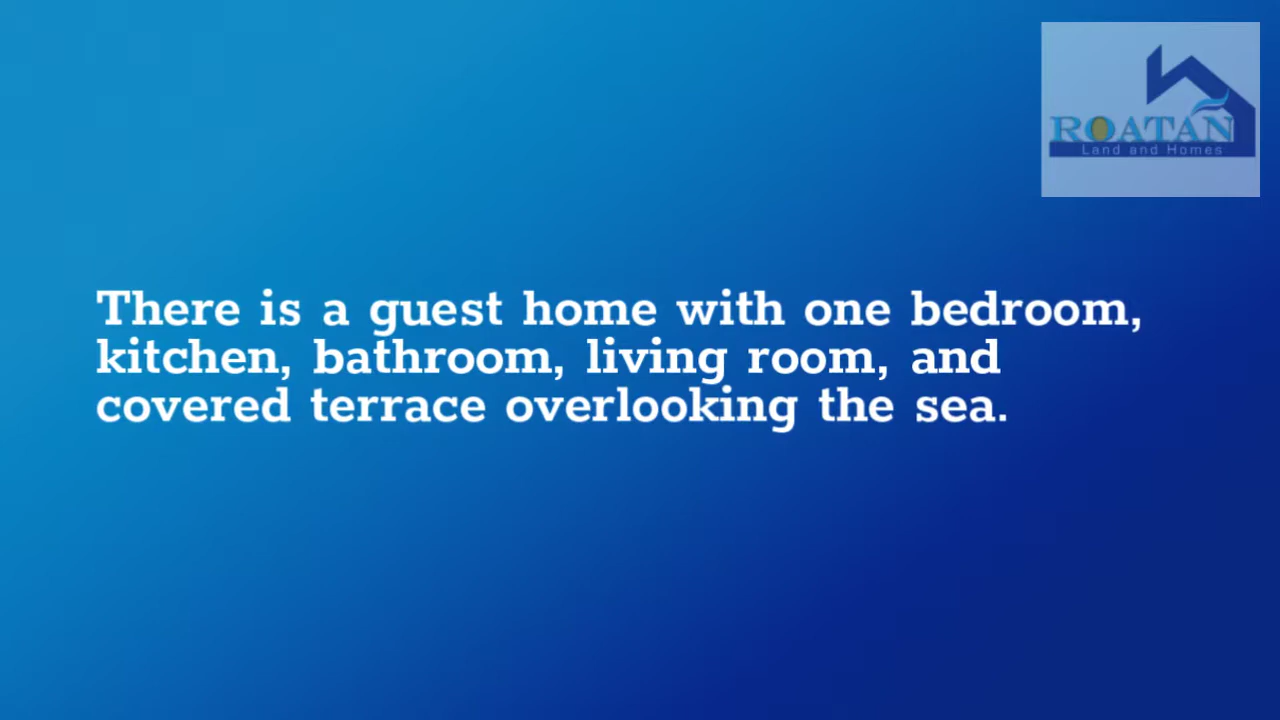 ROATAN
Land and Homes
There is a guest home with one bedroom,
kitchen, bathroom, living room, and
covered terrace overlooking the sea.